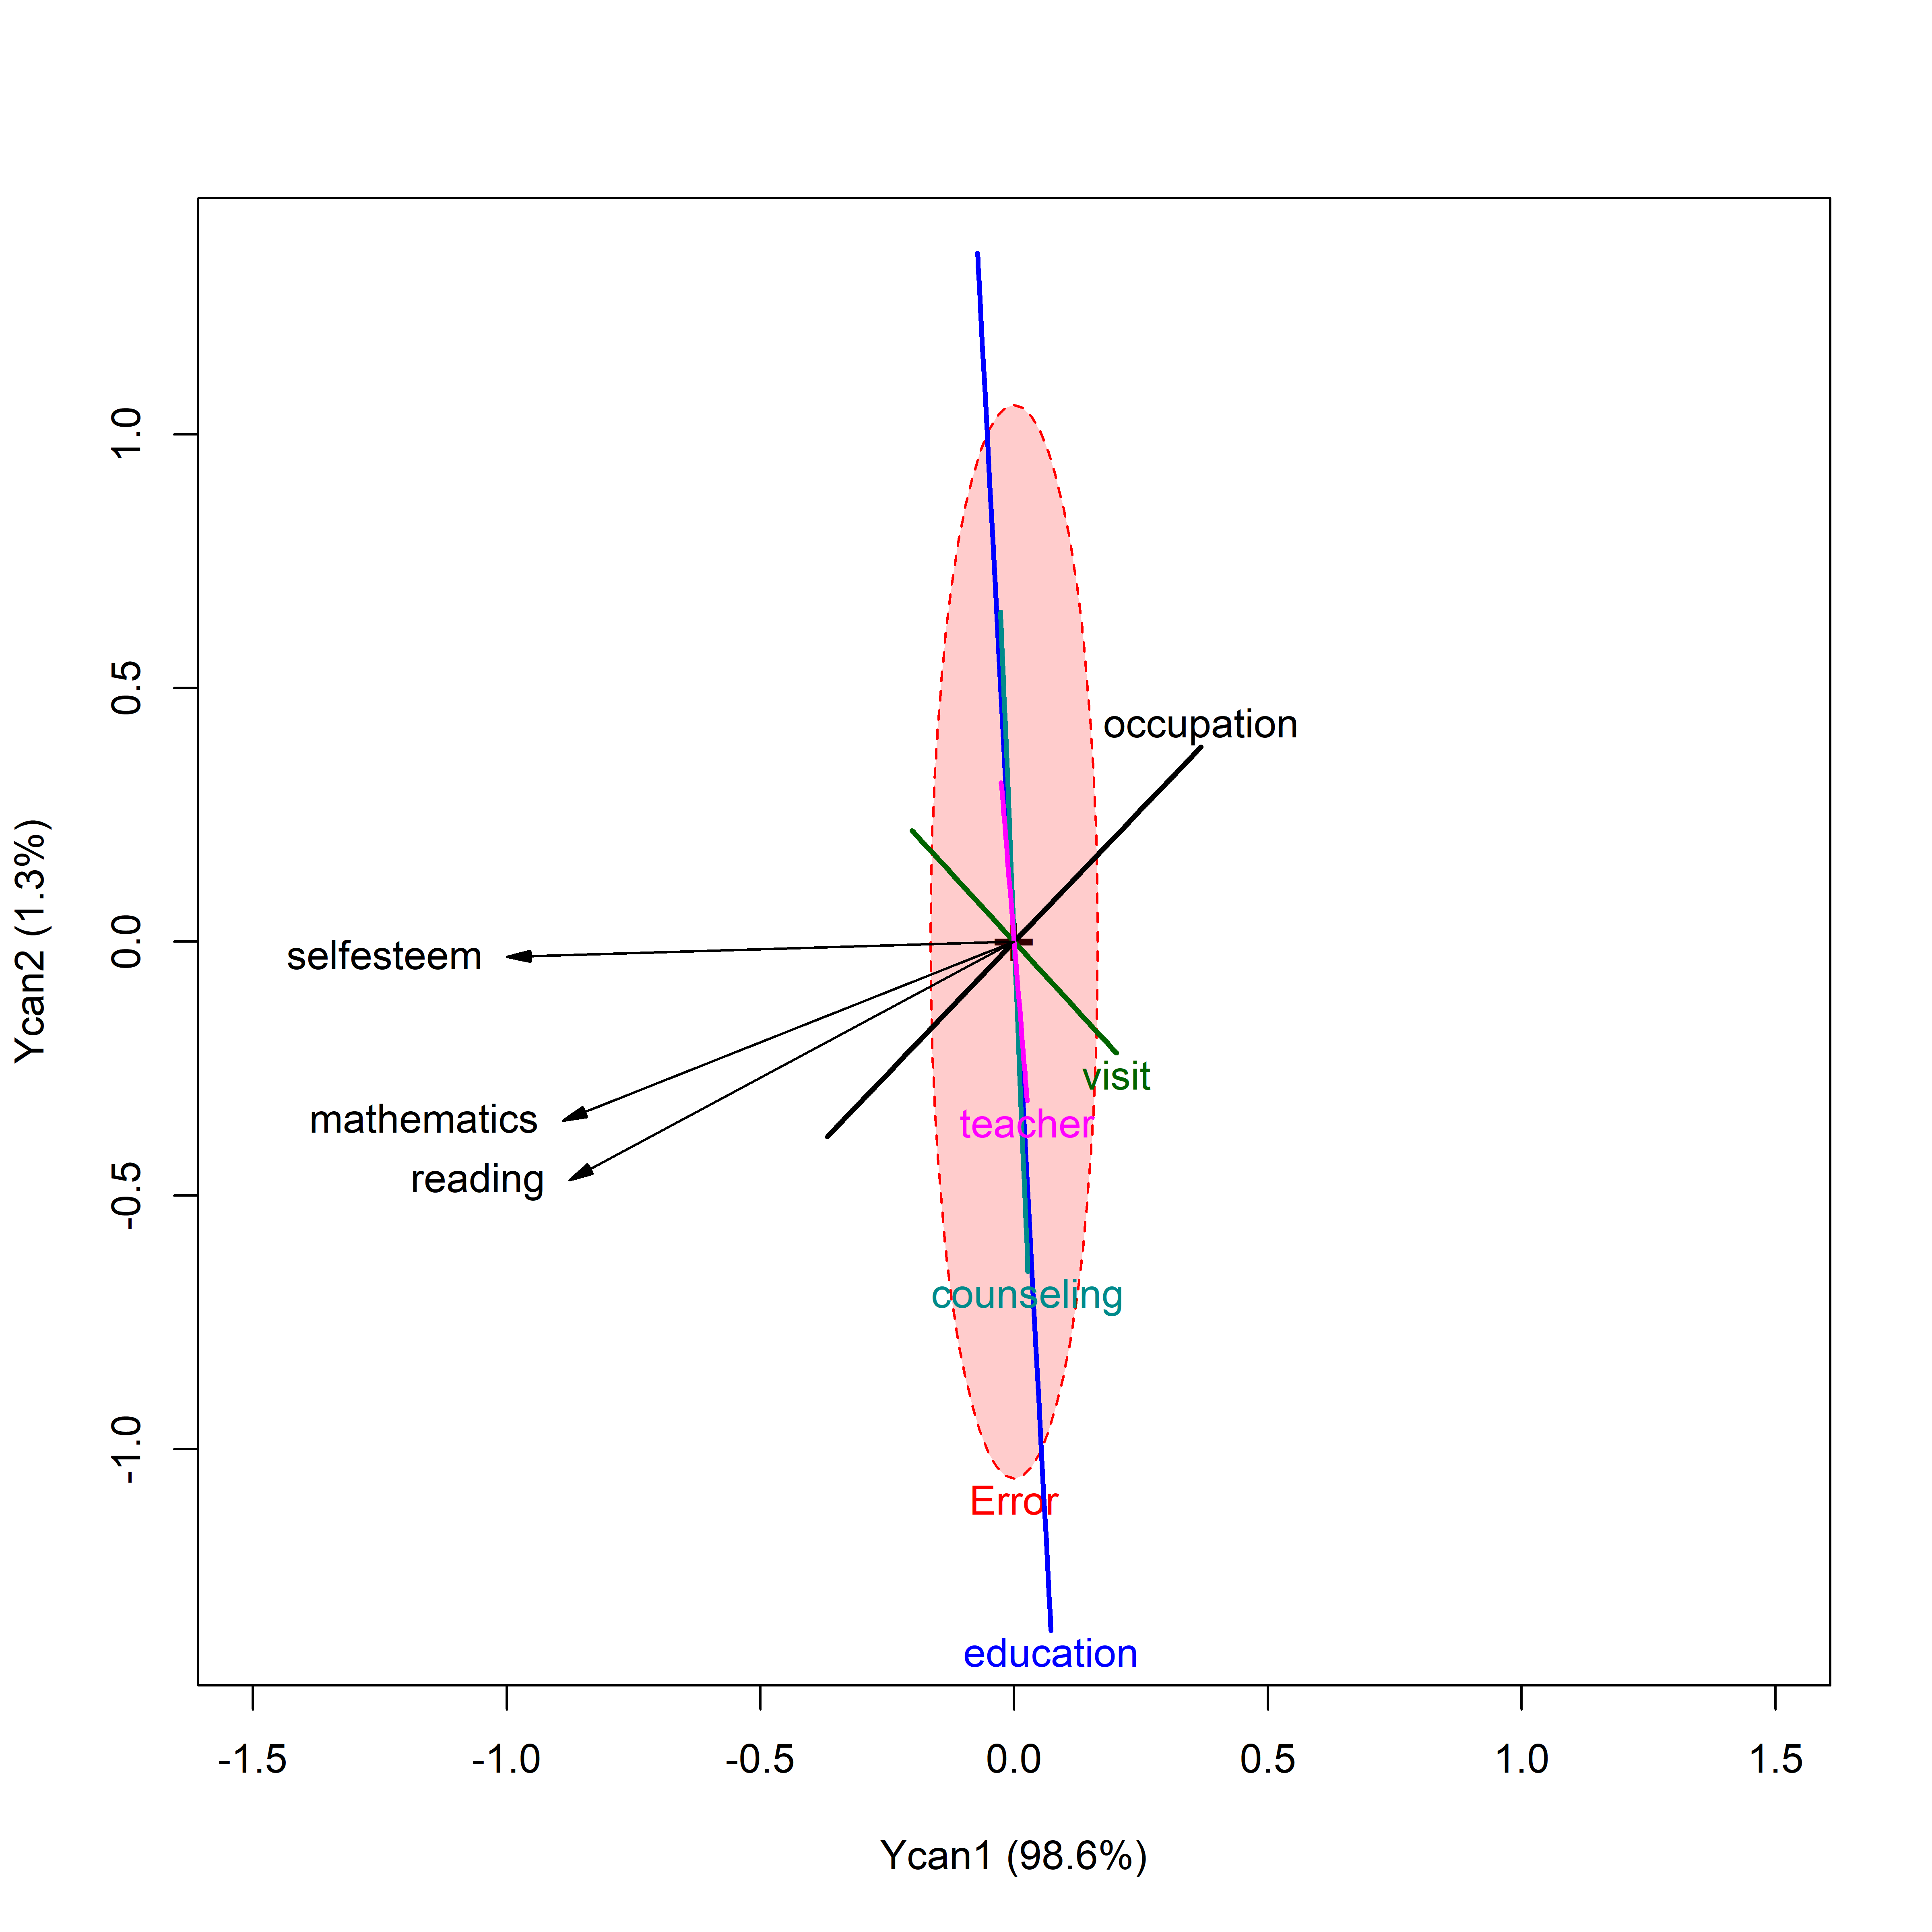 1.0
0.5
0.0
-0.5
-1.0
Ycan2 (1.3%)
occupation
selfesteem
visit
mathematics
teacher
reading
counseling
Error
education
-1.5 -1.0 -0.5 0.0 0.5 1.0 1.5
Ycan1 (98.6%)